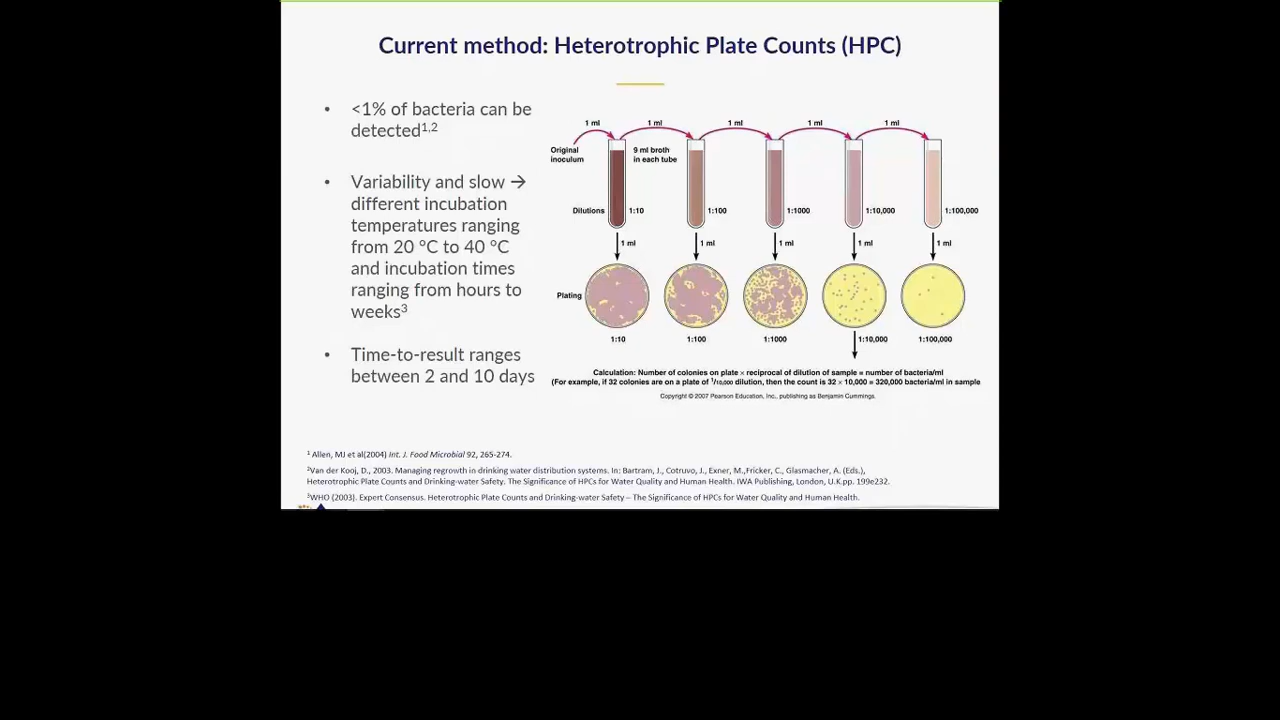 Current method: Heterotrophic Plate Counts (HPC)
• <1% of bacteria can be
detected1,2
• Variability and slow →
different incubation
temperatures ranging
from 20 °C to 40 °C
and incubation times
ranging from hours to
weeks3
• Time-to-result ranges
between 2 and 10 days
1 ml 1 ml 1 ml 1 ml 1 ml
Original
inoculum
9 ml broth
in each tube
Dilutions 1:10 1:100 1:1000 1:10,000 1:100,000
1 ml 1 ml 1 ml 1 ml 1 ml
Plating
1:10 1:100 1:1000 1:10,000 1:100,000
Calculation: Number of colonies on plate × reciprocal of dilution of sample = number of bacteria/ml
(For example, if 32 colonies are on a plate of 1/10,000 dilution, then the count is 32 × 10,000 = 320,000 bacteria/ml in sample
Copyright © 2007 Pearson Education, Inc., publishing as Benjamin Cummings.
1 Allen, MJ et al(2004) Int. J. Food Microbial 92, 265-274.
2Van der Kooj, D., 2003. Managing regrowth in drinking water distribution systems. In: Bartram, J., Cotruvo, J., Exner, M.,Fricker, C., Glasmacher, A. (Eds.),
Heterotrophic Plate Counts and Drinking-water Safety. The Significance of HPCs for Water Quality and Human Health. IWA Publishing, London, U.K.pp. 199e232.
3WHO (2003). Expert Consensus. Heterotrophic Plate Counts and Drinking-water Safety – The Significance of HPCs for Water Quality and Human Health.